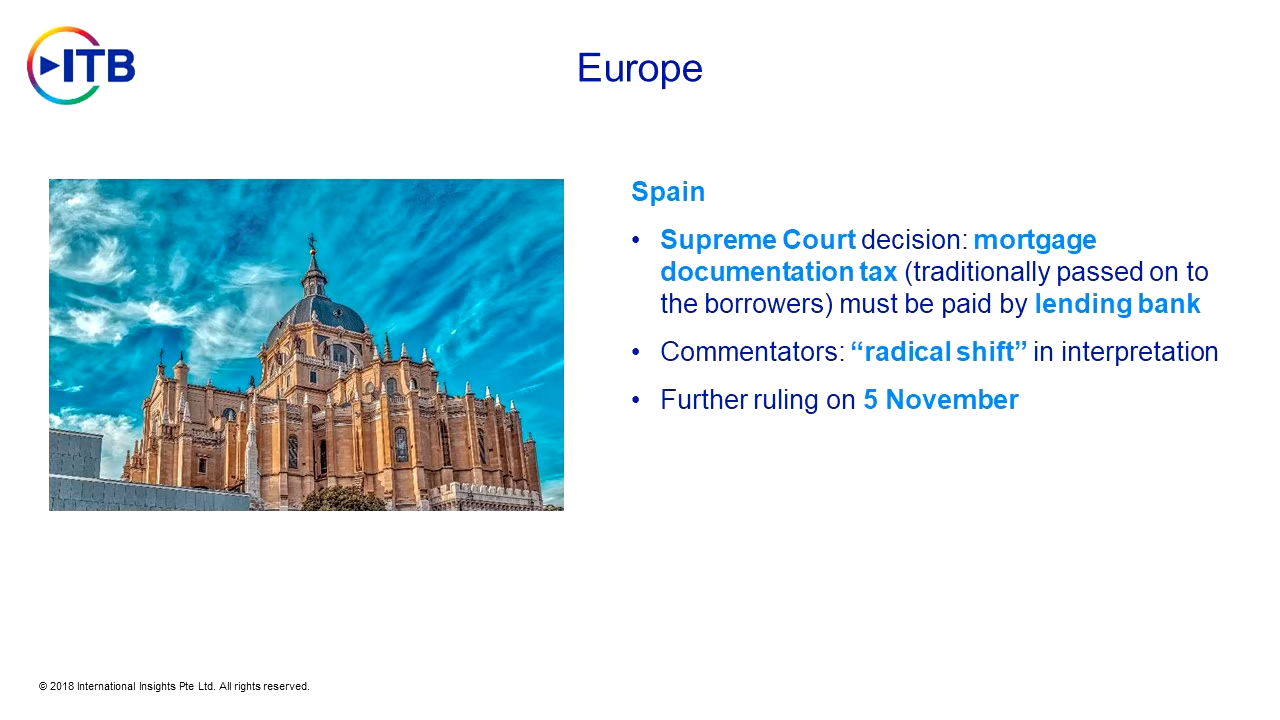 ITB
Europe
Spain
• Supreme Court decision: mortgage
documentation tax (traditionally passed on to
the borrowers) must be paid by lending bank
• Commentators: “radical shift” in interpretation
• Further ruling on 5 November
© 2018 International Insights Pte Ltd. All rights reserved.